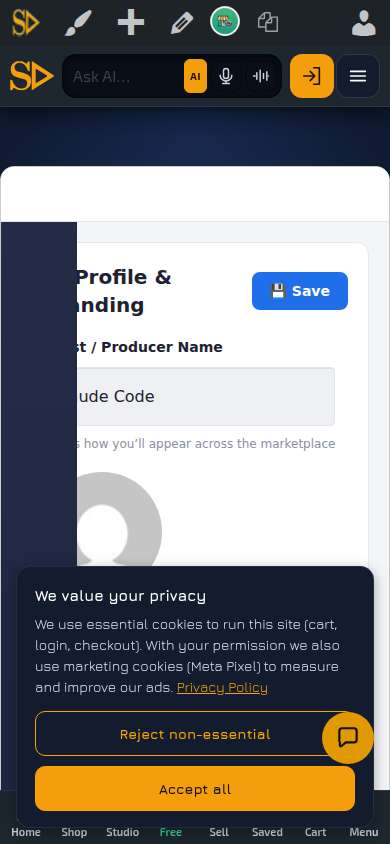 SD
SD
Ask AI...
AI
Profile &
anding
💾 Save
st / Producer Name
ude Code
s how you'll appear across the marketplace
We value your privacy
We use essential cookies to run this site (cart,
login, checkout). With your permission we also
use marketing cookies (Meta Pixel) to measure
and improve our ads. Privacy Policy
Reject non-essential
Accept all
Home Shop Studio Free Sell Saved Cart Menu